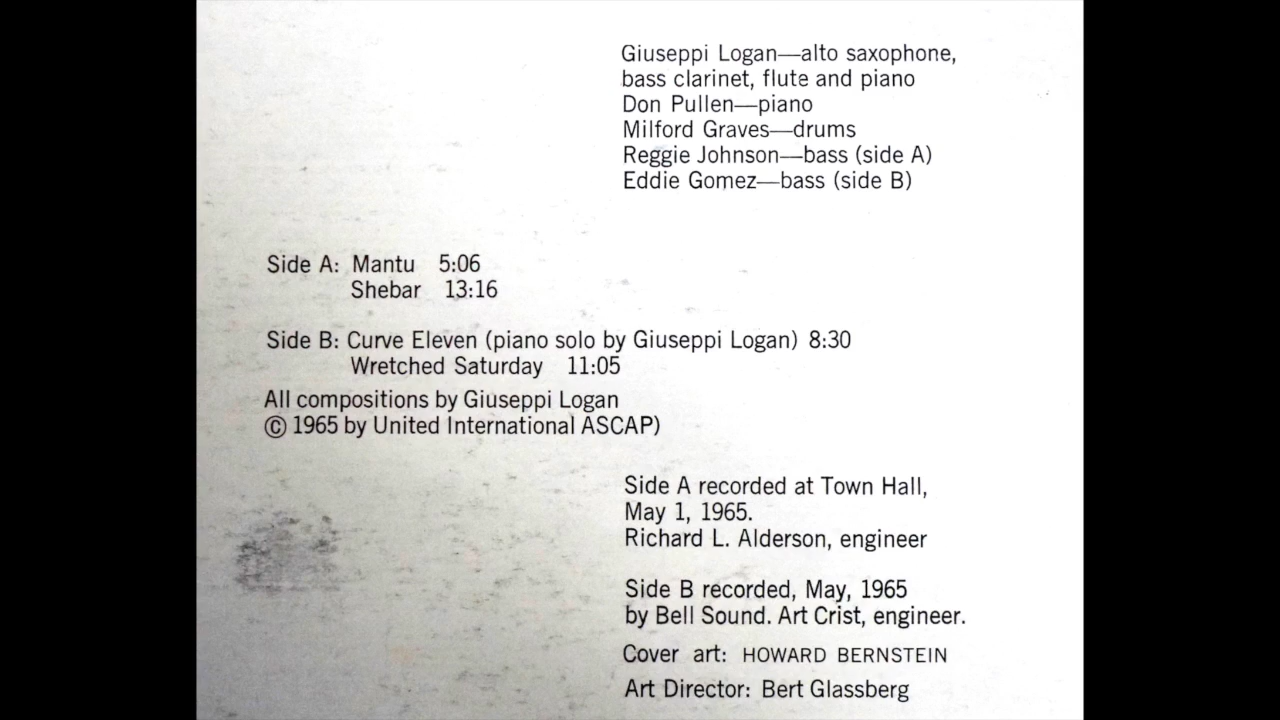 Giuseppi Logan—alto saxophone,
bass clarinet, flute and piano
Don Pullen—piano
Milford Graves—drums
Reggie Johnson—bass (side A)
Eddie Gomez—bass (side B)
Side A: Mantu 5:06
Shebar 13:16
Side B: Curve Eleven (piano solo by Giuseppi Logan) 8:30
Wretched Saturday 11:05
All compositions by Giuseppi Logan
© 1965 by United International ASCAP)
Side A recorded at Town Hall,
May 1, 1965.
Richard L. Alderson, engineer
Side B recorded, May, 1965
by Bell Sound. Art Crist, engineer.
Cover art: HOWARD BERNSTEIN
Art Director: Bert Glassberg